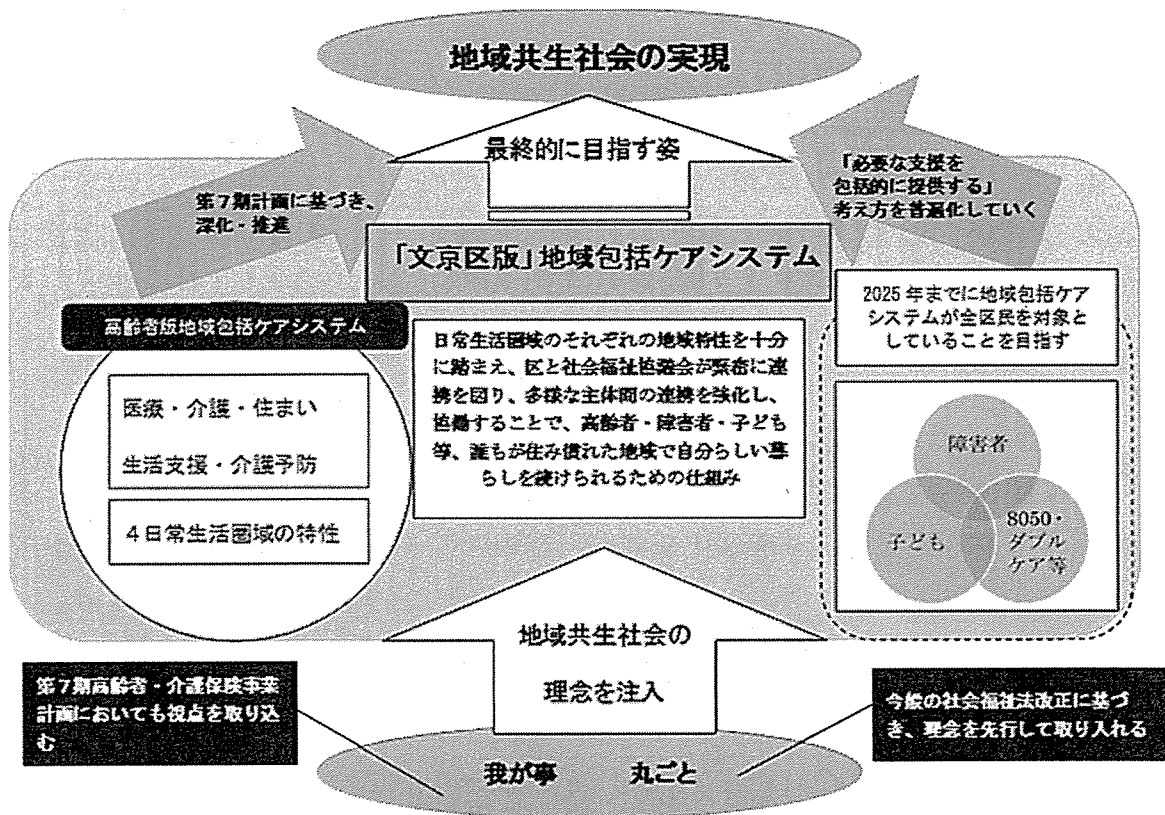 地域共生社会の実現
最終的に目指す姿
第7期計画に基づき、
深化・推進
「必要な支援を
包括的に提供する」
考え方を普遍化していく
「文京区版」地域包括ケアシステム
高齢者版地域包括ケアシステム
医療・介護・住まい
生活支援・介護予防
4日常生活圏域の特性
日常生活圏域のそれぞれの地域特性を十分
に踏まえ、区と社会福祉協議会が緊密に連
携を図り、多様な主体間の連携を強化し、
協働することで、高齢者・障害者・子ども
等、誰もが住み慣れた地域で自分らしい暮
らしを続けられるための仕組み
2025年までに地域包括ケア
システムが全区民を対象と
していることを目指す
障害者
子ども
8050・
ダブル
ケア等
地域共生社会の
理念を注入
第7期高齢者・介護保険事業
計画においても視点を取り込
む
今般の社会福祉法改正に基づ
き、理念を先行して取り入れる
我が事　丸ごと